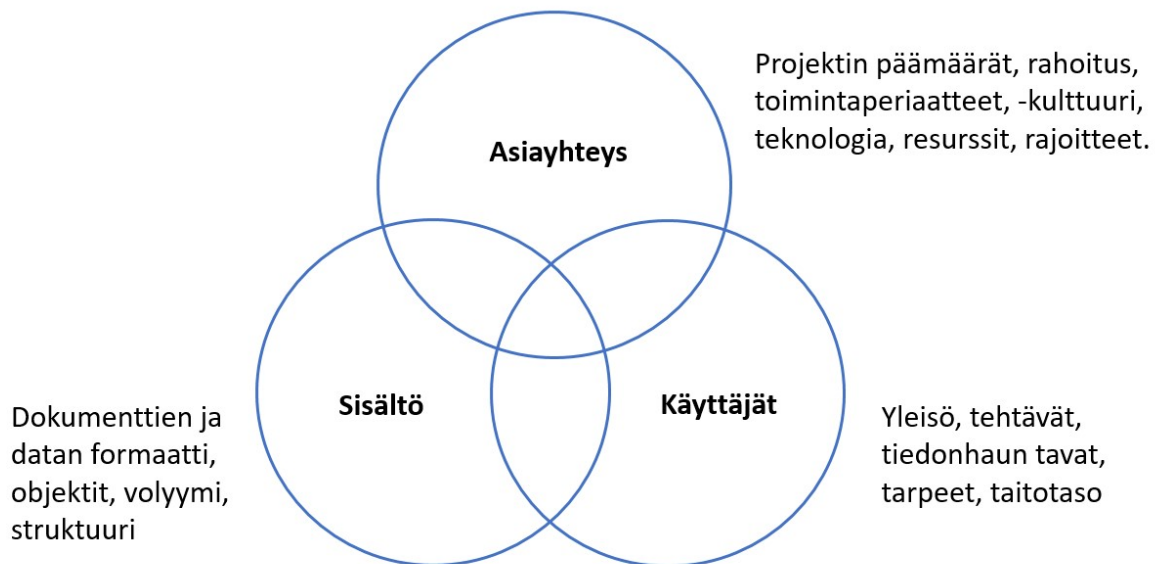 Projektin päämäärät, rahoitus,
toimintaperiaatteet, -kulttuuri,
teknologia, resurssit, rajoitteet.
Asiayhteys
Sisältö
Käyttäjät
Dokumenttien ja
datan formaatti,
objektit, volyymi,
struktuuri
Yleisö, tehtävät,
tiedonhaun tavat,
tarpeet, taitotaso